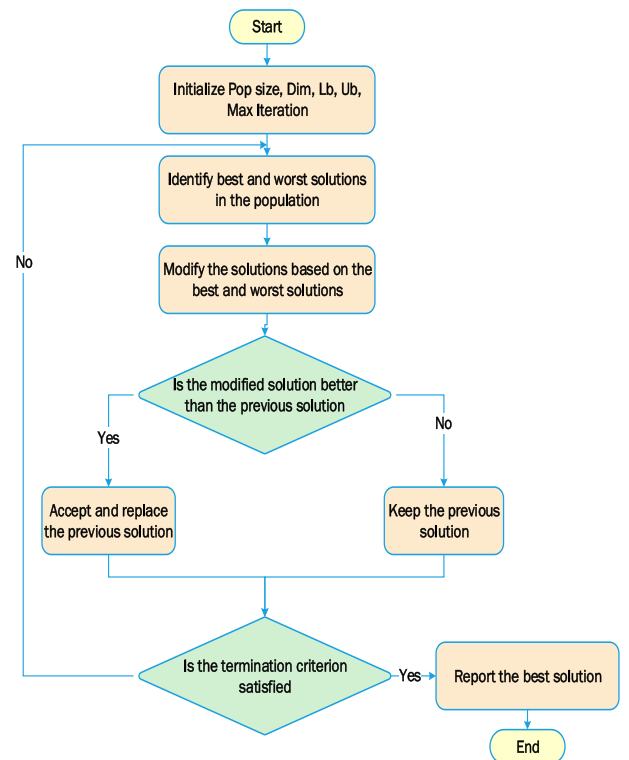 Start
Initialize Pop size, Dim, Lb, Ub,
Max Iteration
Identify best and worst solutions
in the population
No
Modify the solutions based on the
best and worst solutions
Is the modified solution better
than the previous solution
Yes
No
Accept and replace
the previous solution
Keep the previous
solution
Is the termination criterion
satisfied
Yes
Report the best solution
End